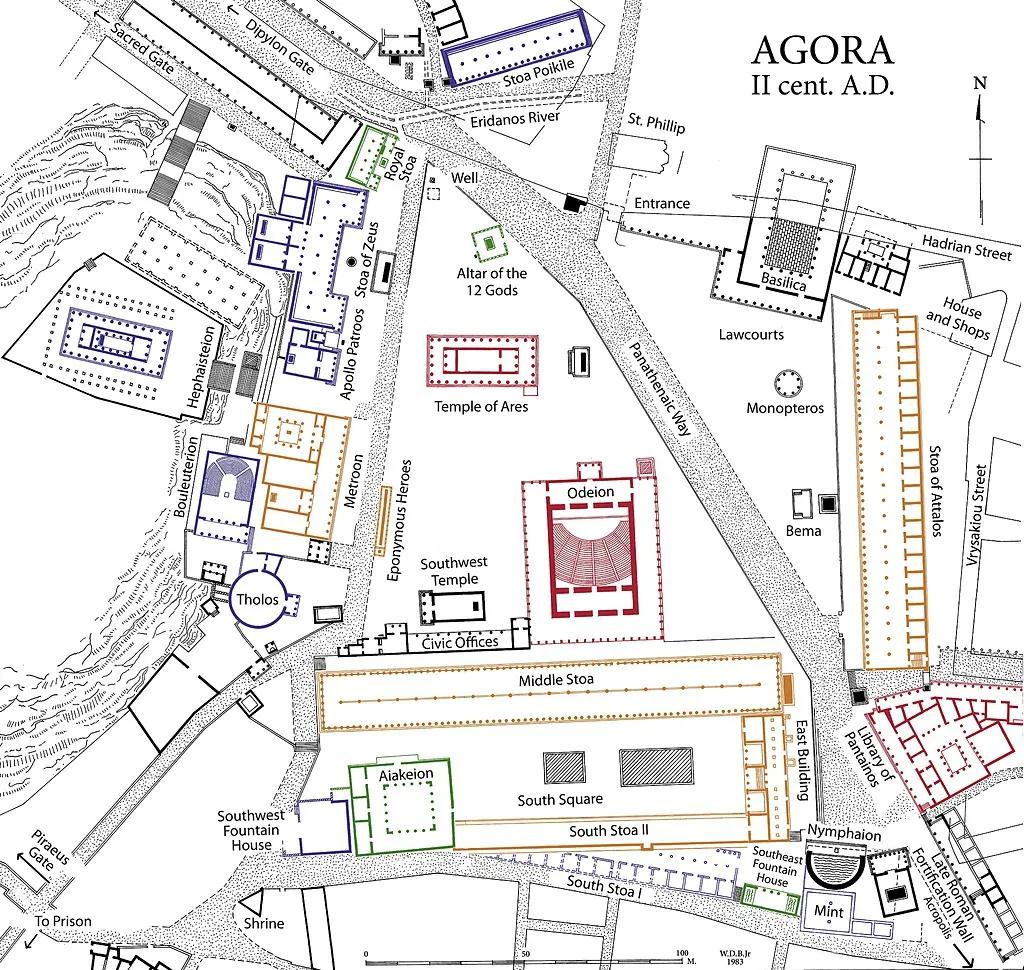 AGORA
II cent. A.D.
N
Sacred Gate
Dipylon Gate
Stoa Poikile
Eridanos River
St. Phillip
Royal
Stoa
Well
Entrance
Hadrian Street
Altar of the
12 Gods
Stoa of Zeus
Basilica
House
and Shops
Lawcourts
Hephaisteion
Apollo Patroos
Temple of Ares
Panathenaic Way
Monopteros
Bouleuterion
Metroon
Eponymous Heroes
Odeion
Bema
Stoa of Attalos
Vrysakiou Street
Southwest
Temple
Tholos
Civic Offices
Middle Stoa
East Building
Library of
Pantainos
Aiakeion
South Square
Southwest
Fountain
House
South Stoa II
Nymphaion
Piraeus
Gate
South Stoa I
Southeast
Fountain
House
Mint
Late Roman
Fortification Wall
Acropolis
To Prison
Shrine
0 50 100
M.
W.D.B.Jr
1983